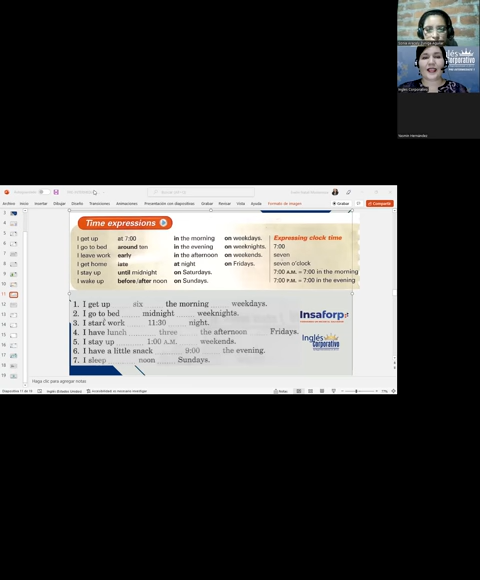 Inglés Corporativo
Archivo Inicio Insertar Dibujar Diseño Transiciones Animaciones Presentación con diapositivas Grabar Revisar Vista Ayuda Formato de imagen Grabar Compartir
Time expressions
I get up at 7:00 in the morning on weekdays.
I go to bed around ten in the evening on weeknights.
I leave work early in the afternoon on weekends.
I get home late at night on Fridays.
I stay up until midnight on Saturdays.
I wake up before/after noon on Sundays.
Expressing clock time
7:00
seven
seven o'clock
7:00 A.M. = 7:00 in the morning
7:00 P.M. = 7:00 in the evening
1. I get up six the morning weekdays.
2. I go to bed midnight weeknights.
3. I start work 11:30 night.
4. I have lunch three the afternoon Fridays.
5. I stay up 1:00 A.M. weekends.
6. I have a little snack 9:00 the evening.
7. I sleep noon Sundays.
Insaforp
Inglés
Corporativo
Haga clic para agregar notas
Notas